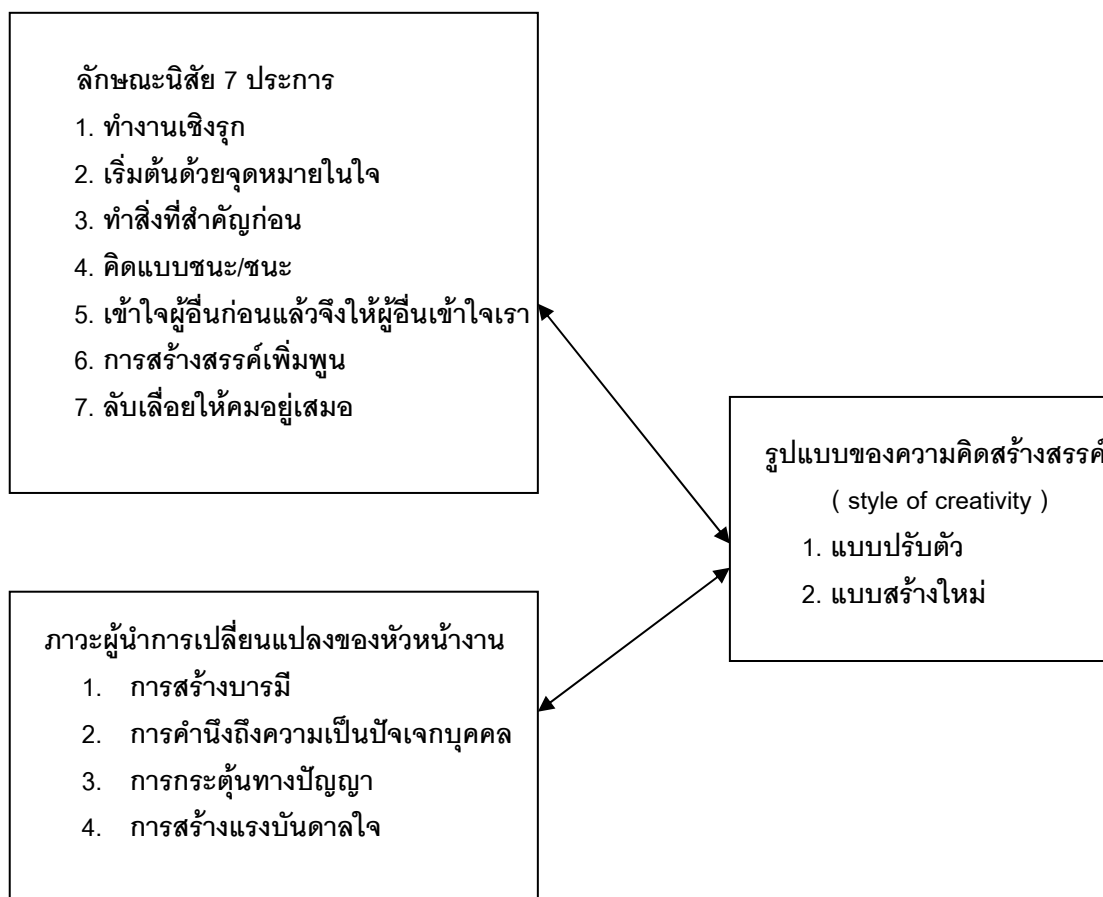 ลักษณะนิสัย 7 ประการ
1. ทำงานเชิงรุก
2. เริ่มต้นด้วยจุดหมายในใจ
3. ทำสิ่งที่สำคัญก่อน
4. คิดแบบชนะ/ชนะ
5. เข้าใจผู้อื่นก่อนแล้วจึงให้ผู้อื่นเข้าใจเรา
6. การสร้างสรรค์เพิ่มพูน
7. ลับเลื่อยให้คมอยู่เสมอ
รูปแบบของความคิดสร้างสรรค์
( style of creativity )
1. แบบปรับตัว
2. แบบสร้างใหม่
ภาวะผู้นำการเปลี่ยนแปลงของหัวหน้างาน
1. การสร้างบารมี
2. การคำนึงถึงความเป็นปัจเจกบุคคล
3. การกระตุ้นทางปัญญา
4. การสร้างแรงบันดาลใจ